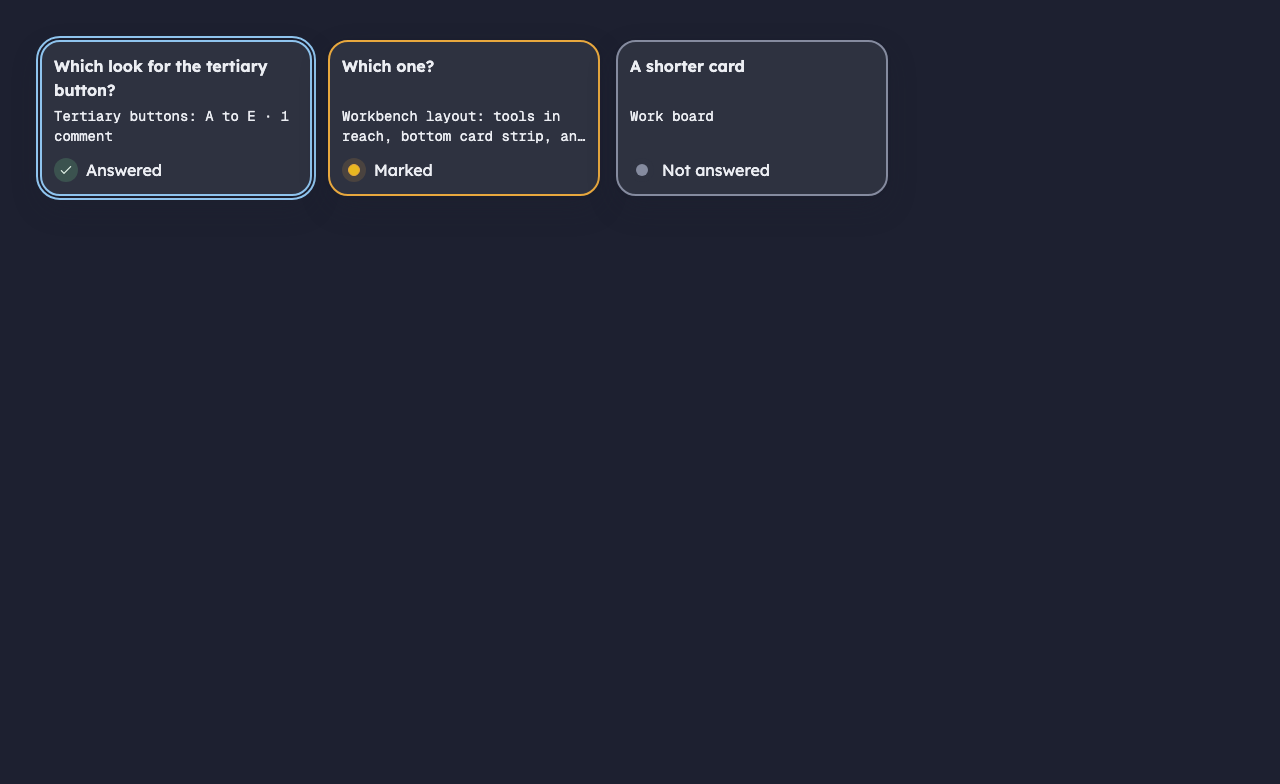 Which look for the tertiary
button?
Tertiary buttons: A to E · 1
comment
Answered
Which one?
Workbench layout: tools in
reach, bottom card strip, an…
Marked
A shorter card
Work board
Not answered